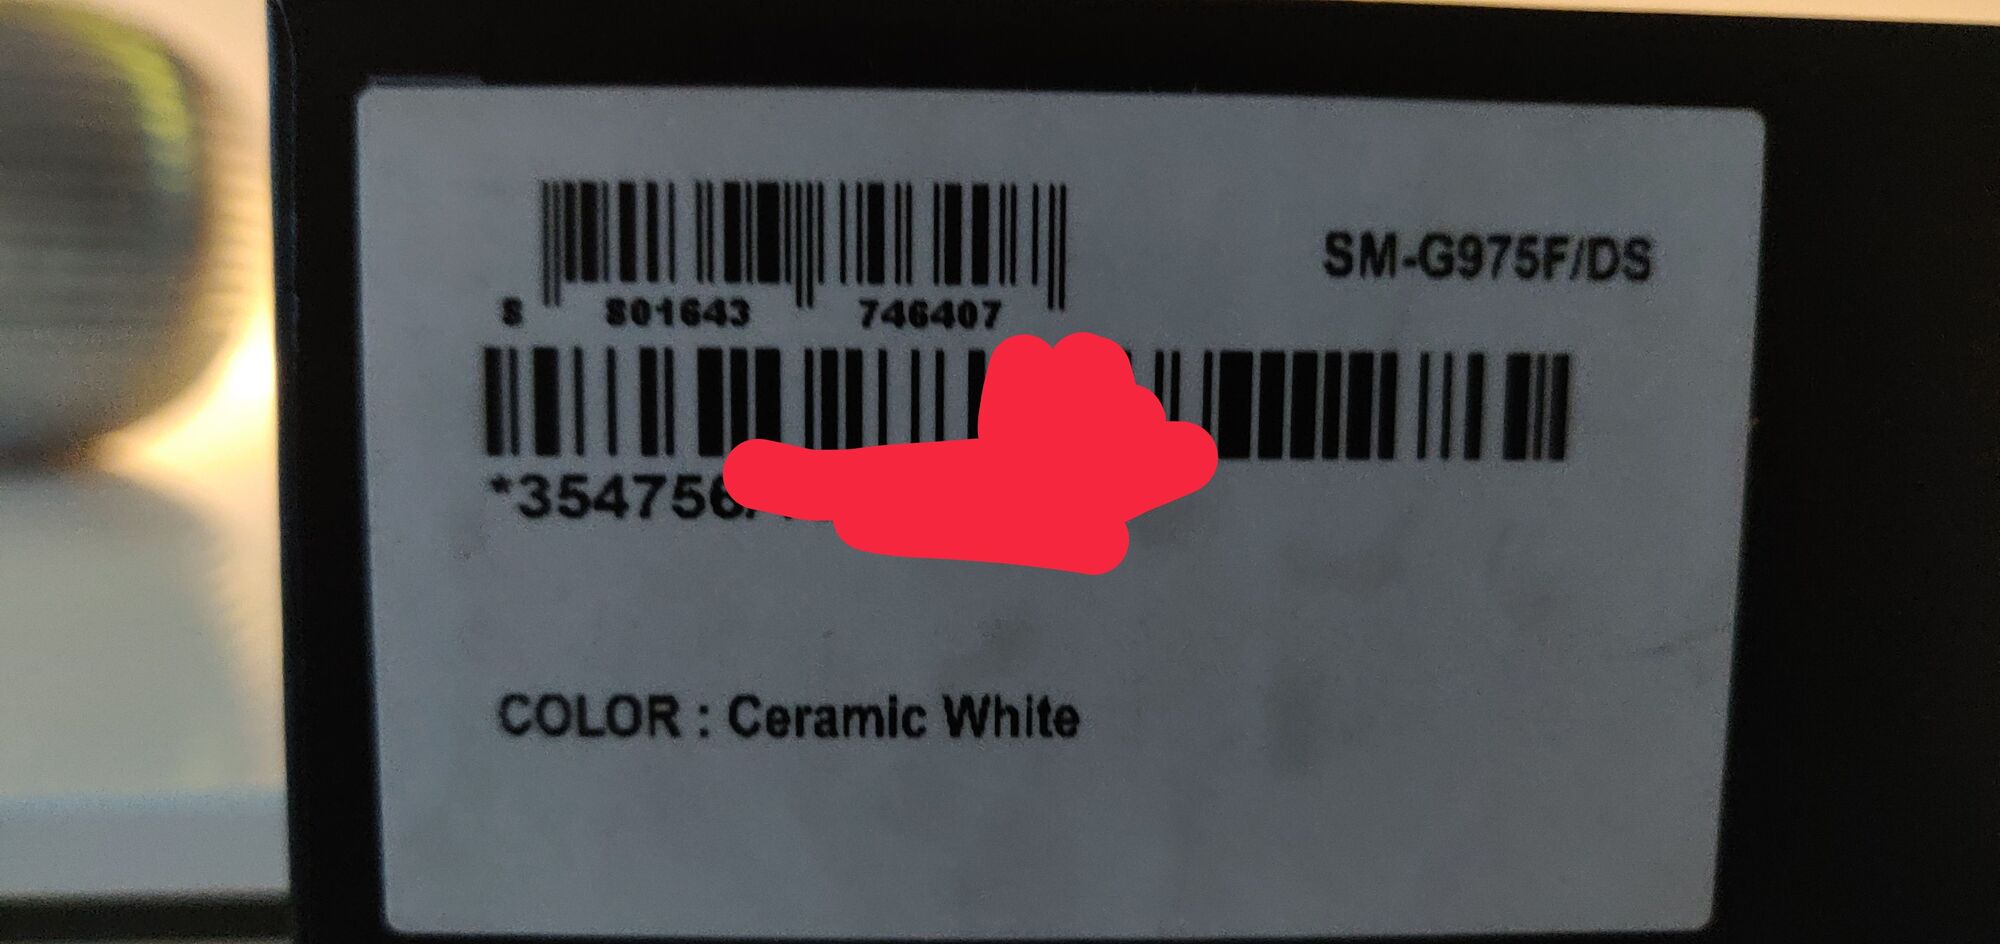 SM-G975F/DS
8 801643 746407
*354756/
COLOR : Ceramic White